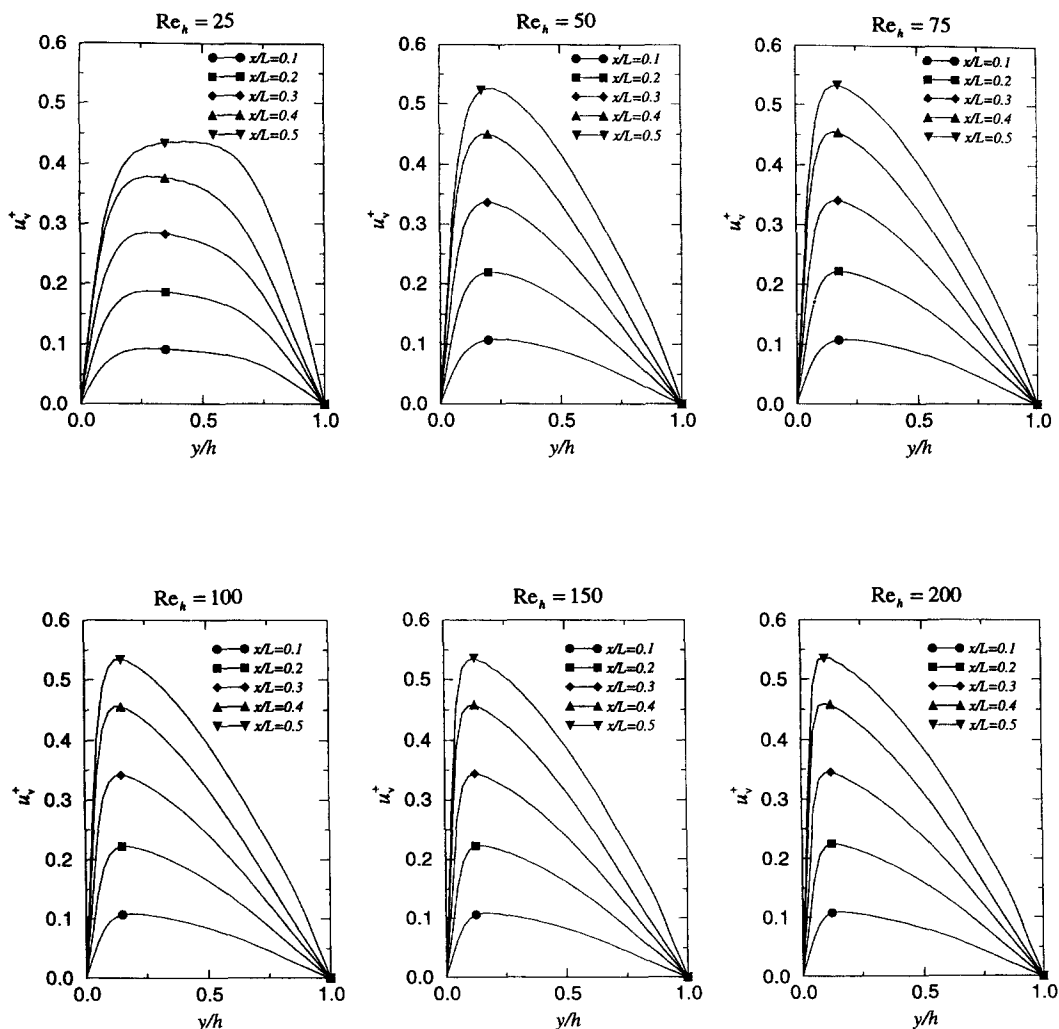 Re_h = 25
0.6
0.5
0.4
0.3
0.2
0.1
0.0
u_v^+
x/L=0.1
x/L=0.2
x/L=0.3
x/L=0.4
x/L=0.5
0.0 0.5 1.0
y/h
Re_h = 50
0.6
0.5
0.4
0.3
0.2
0.1
0.0
u_v^+
x/L=0.1
x/L=0.2
x/L=0.3
x/L=0.4
x/L=0.5
0.0 0.5 1.0
y/h
Re_h = 75
0.6
0.5
0.4
0.3
0.2
0.1
0.0
u_v^+
x/L=0.1
x/L=0.2
x/L=0.3
x/L=0.4
x/L=0.5
0.0 0.5 1.0
y/h
Re_h = 100
0.6
0.5
0.4
0.3
0.2
0.1
0.0
u_v^+
x/L=0.1
x/L=0.2
x/L=0.3
x/L=0.4
x/L=0.5
0.0 0.5 1.0
y/h
Re_h = 150
0.6
0.5
0.4
0.3
0.2
0.1
0.0
u_v^+
x/L=0.1
x/L=0.2
x/L=0.3
x/L=0.4
x/L=0.5
0.0 0.5 1.0
y/h
Re_h = 200
0.6
0.5
0.4
0.3
0.2
0.1
0.0
u_v^+
x/L=0.1
x/L=0.2
x/L=0.3
x/L=0.4
x/L=0.5
0.0 0.5 1.0
y/h